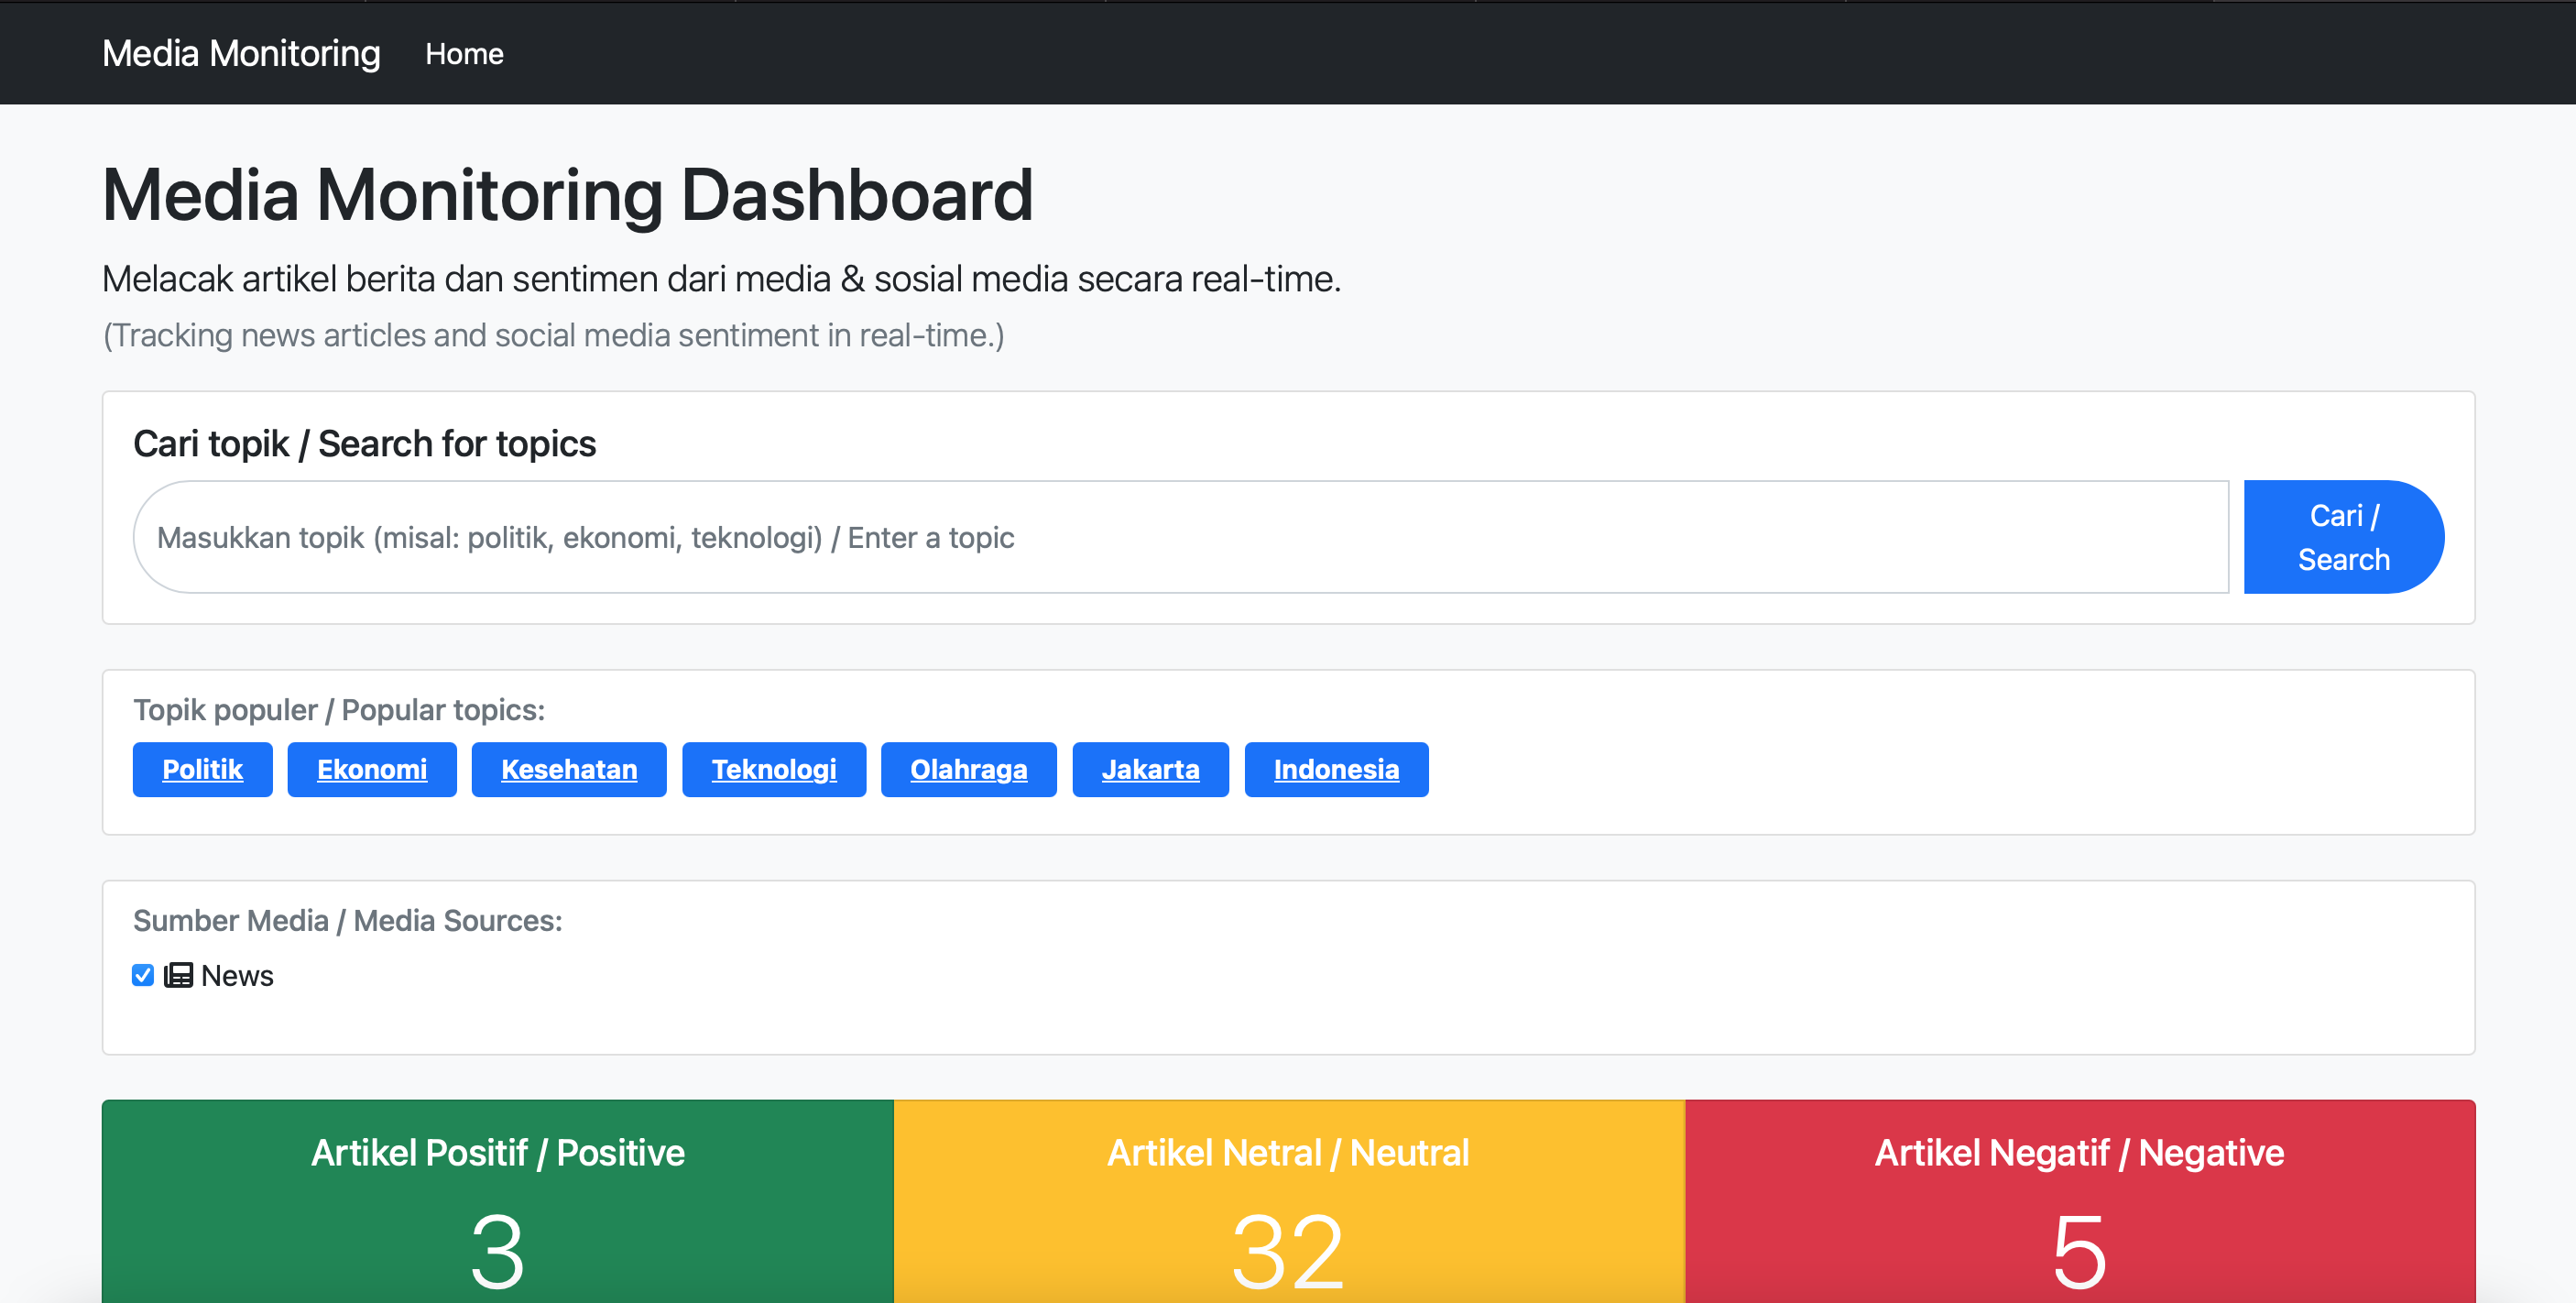 Media Monitoring Home
Media Monitoring Dashboard
Melacak artikel berita dan sentimen dari media & sosial media secara real-time.
(Tracking news articles and social media sentiment in real-time.)
Cari topik / Search for topics
Masukkan topik (misal: politik, ekonomi, teknologi) / Enter a topic
Cari /
Search
Topik populer / Popular topics:
Politik Ekonomi Kesehatan Teknologi Olahraga Jakarta Indonesia
Sumber Media / Media Sources:
News
Artikel Positif / Positive
3
Artikel Netral / Neutral
32
Artikel Negatif / Negative
5